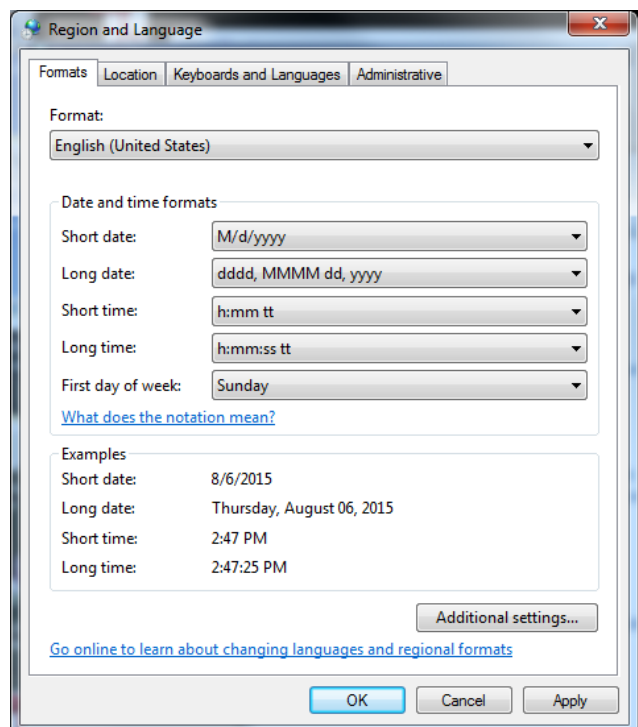 Region and Language
Formats Location Keyboards and Languages Administrative
Format:
English (United States)
Date and time formats
Short date: M/d/yyyy
Long date: dddd, MMMM dd, yyyy
Short time: h:mm tt
Long time: h:mm:ss tt
First day of week: Sunday
What does the notation mean?
Examples
Short date: 8/6/2015
Long date: Thursday, August 06, 2015
Short time: 2:47 PM
Long time: 2:47:25 PM
Additional settings...
Go online to learn about changing languages and regional formats
OK Cancel Apply